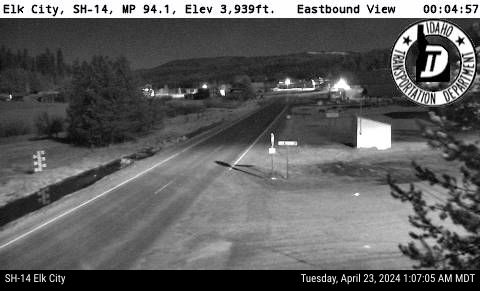 Elk City, SH-14, MP 94.1, Elev 3,939ft. Eastbound View 00:04:57
IDAHO
TRANSPORTATION DEPARTMENT
SH-14 Elk City Tuesday, April 23, 2024 1:07:05 AM MDT